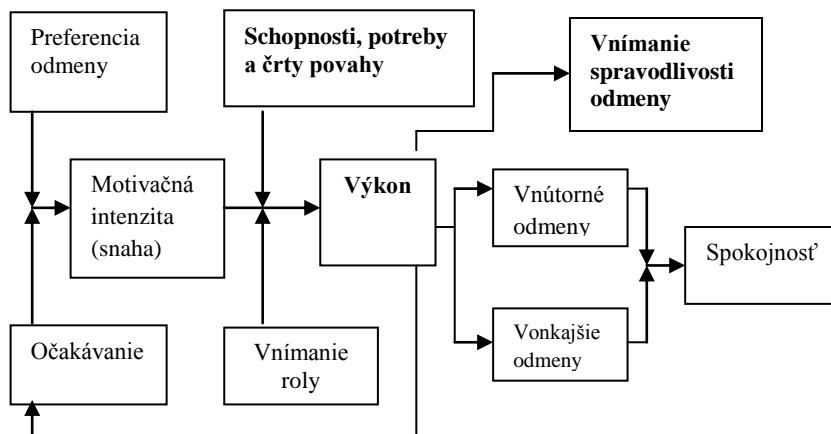 Preferencia
odmeny
Schopnosti, potreby
a črty povahy
Vnímanie
spravodlivosti
odmeny
Motivačná
intenzita
(snaha)
Výkon
Vnútorné
odmeny
Spokojnosť
Očakávanie
Vnímanie
roly
Vonkajšie
odmeny